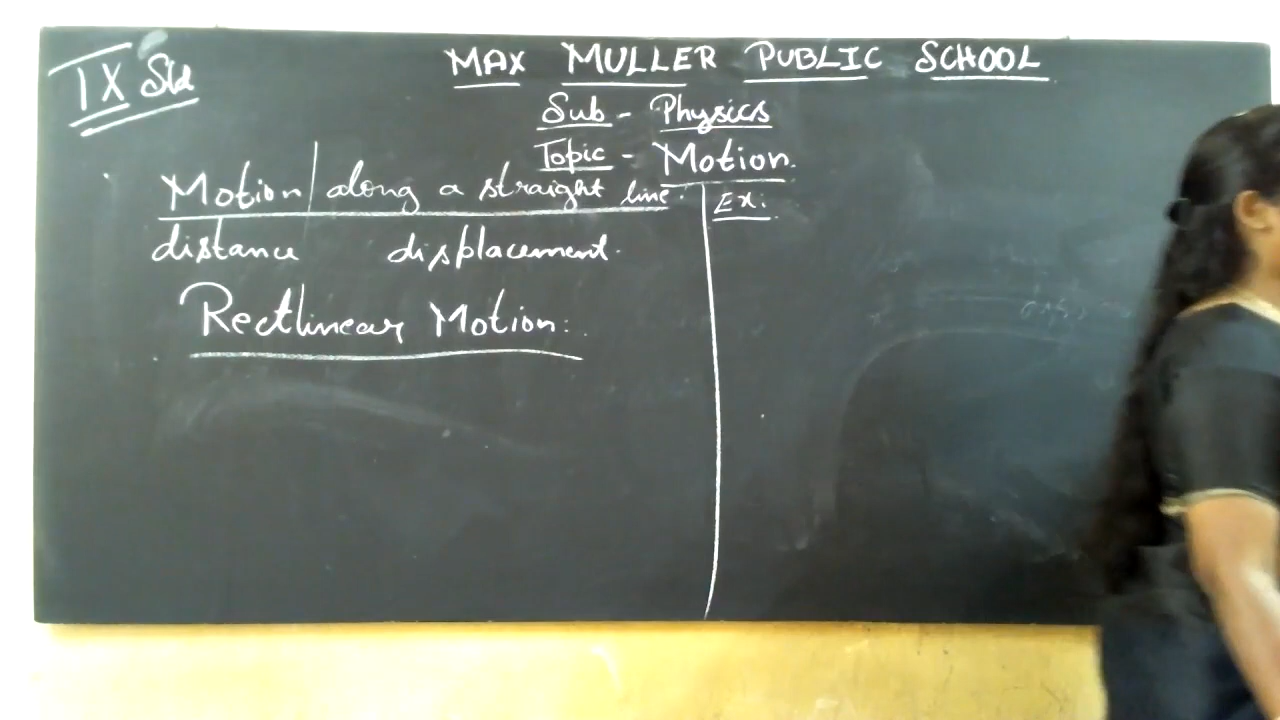 IX Std
MAX MULLER PUBLIC SCHOOL
Sub - Physics
Topic - Motion.
Motion along a straight line.
Ex:
distance displacement.
Rectlinear Motion: